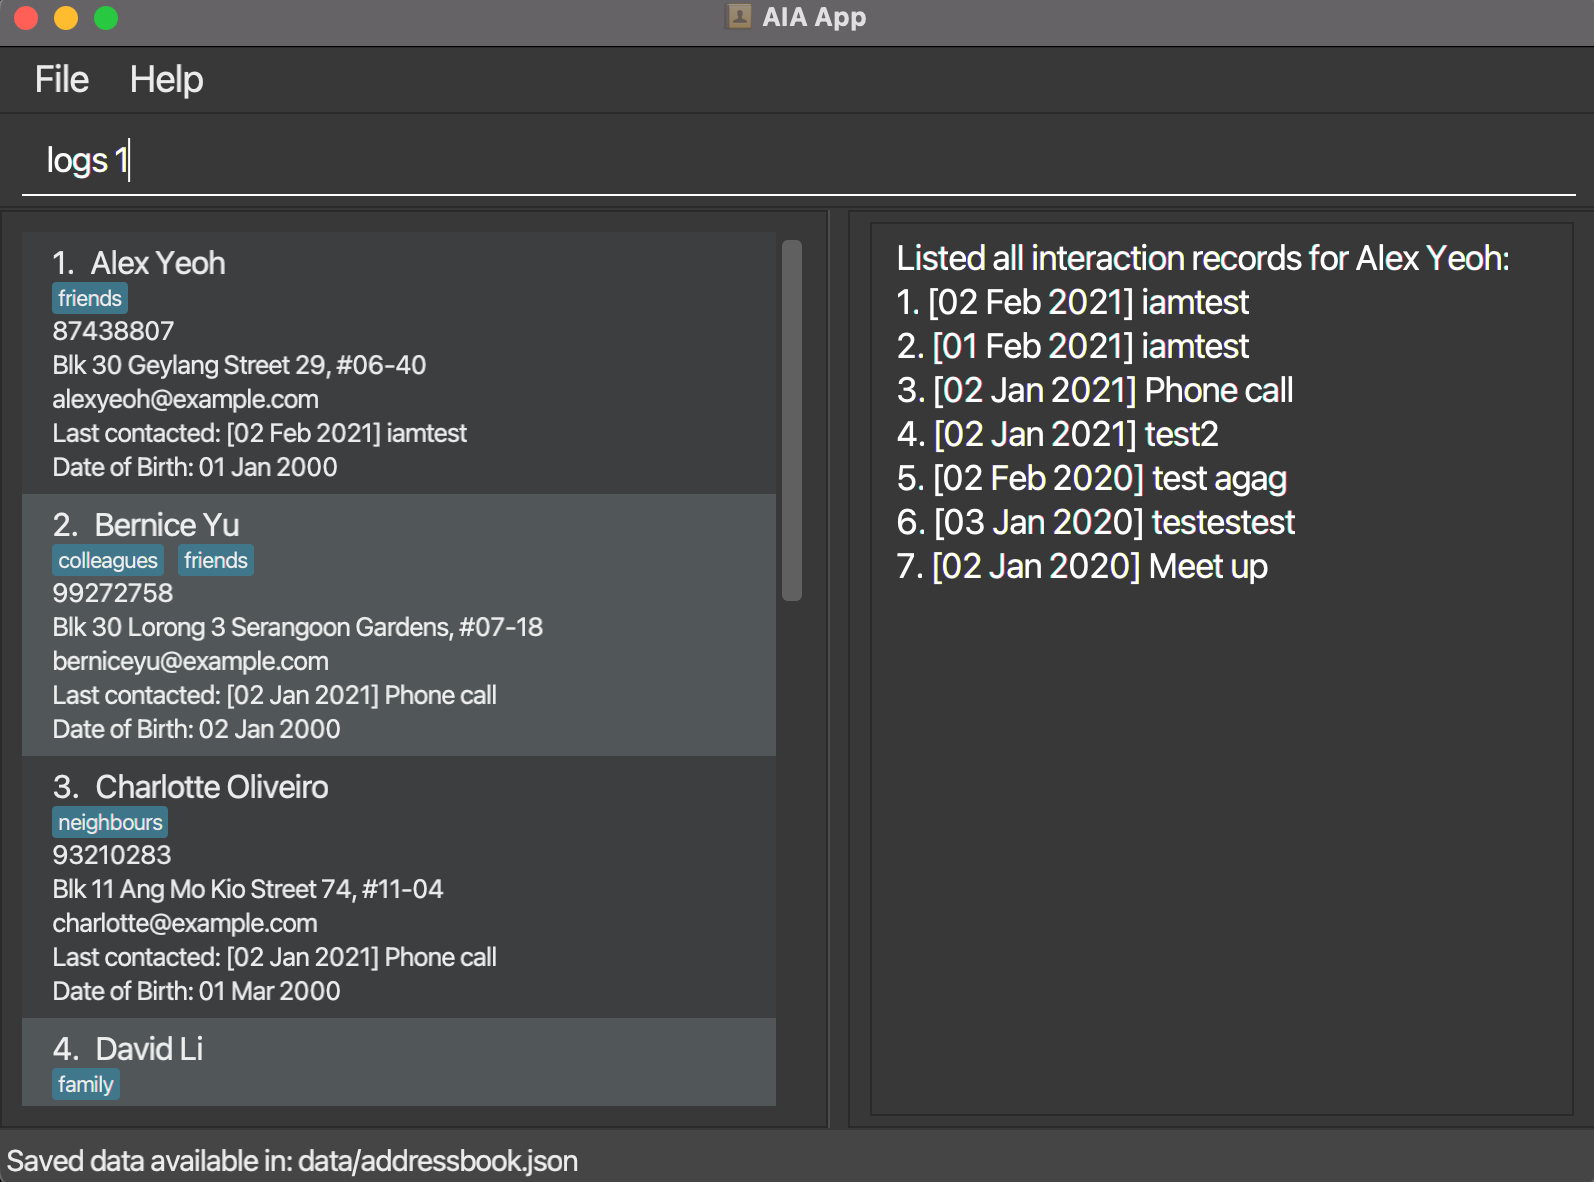 AIA App
File Help
logs 1
1. Alex Yeoh
friends
87438807
Blk 30 Geylang Street 29, #06-40
alexyeoh@example.com
Last contacted: [02 Feb 2021] iamtest
Date of Birth: 01 Jan 2000
2. Bernice Yu
colleagues friends
99272758
Blk 30 Lorong 3 Serangoon Gardens, #07-18
berniceyu@example.com
Last contacted: [02 Jan 2021] Phone call
Date of Birth: 02 Jan 2000
3. Charlotte Oliveiro
neighbours
93210283
Blk 11 Ang Mo Kio Street 74, #11-04
charlotte@example.com
Last contacted: [02 Jan 2021] Phone call
Date of Birth: 01 Mar 2000
4. David Li
family
Listed all interaction records for Alex Yeoh:
1. [02 Feb 2021] iamtest
2. [01 Feb 2021] iamtest
3. [02 Jan 2021] Phone call
4. [02 Jan 2021] test2
5. [02 Feb 2020] test agag
6. [03 Jan 2020] testestest
7. [02 Jan 2020] Meet up
Saved data available in: data/addressbook.json